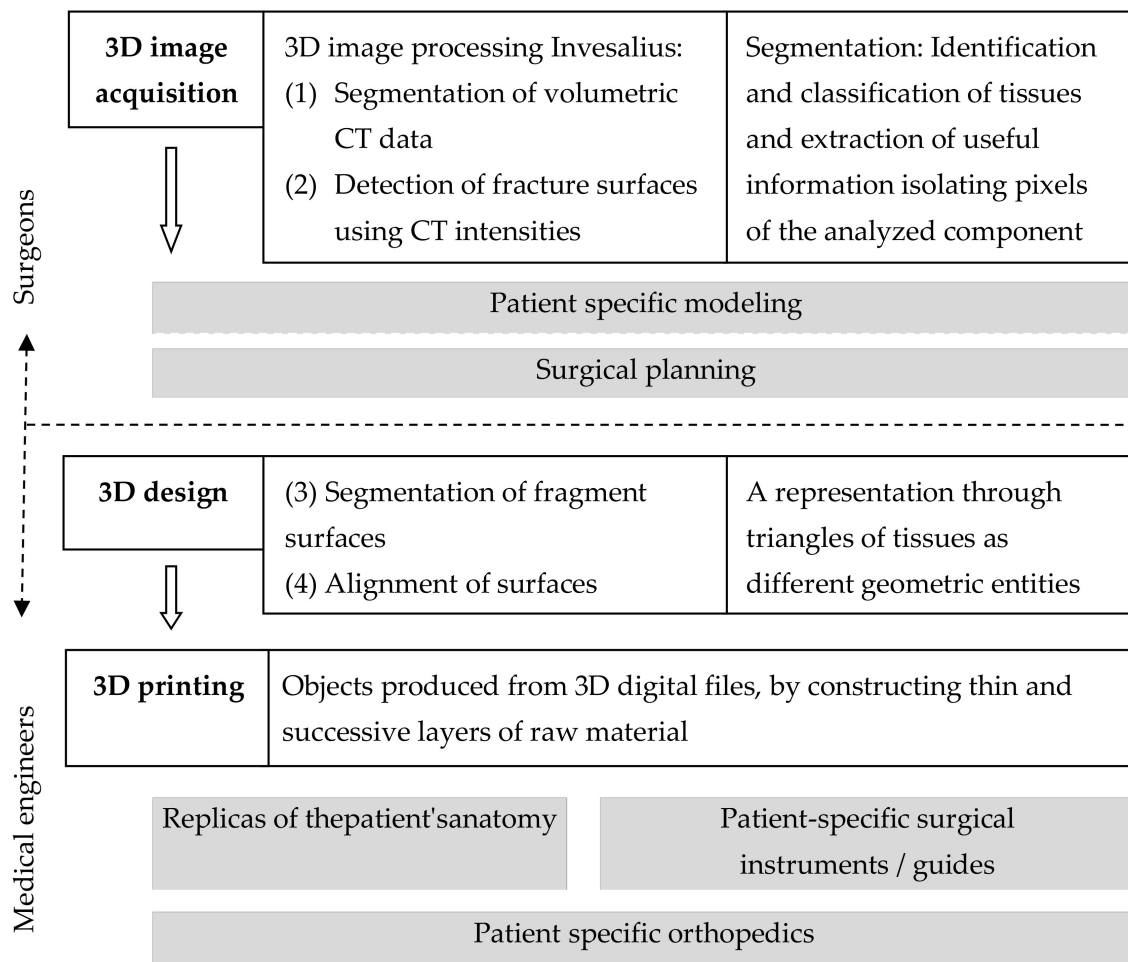 3D image
acquisition
3D image processing Invesalius:
(1) Segmentation of volumetric
CT data
(2) Detection of fracture surfaces
using CT intensities
Segmentation: Identification
and classification of tissues
and extraction of useful
information isolating pixels
of the analyzed component
Surgeons
Patient specific modeling
Surgical planning
3D design
(3) Segmentation of fragment
surfaces
(4) Alignment of surfaces
A representation through
triangles of tissues as
different geometric entities
3D printing
Objects produced from 3D digital files, by constructing thin and
successive layers of raw material
Medical engineers
Replicas of thepatient'sanatomy
Patient-specific surgical
instruments / guides
Patient specific orthopedics